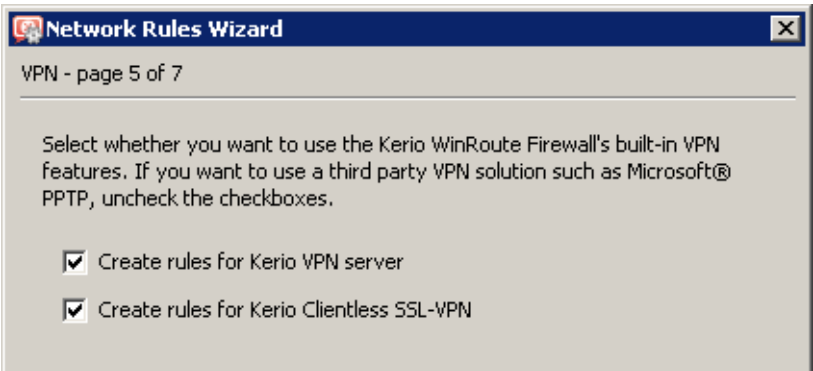 Network Rules Wizard
VPN - page 5 of 7
Select whether you want to use the Kerio WinRoute Firewall's built-in VPN
features. If you want to use a third party VPN solution such as Microsoft®
PPTP, uncheck the checkboxes.
Create rules for Kerio VPN server
Create rules for Kerio Clientless SSL-VPN